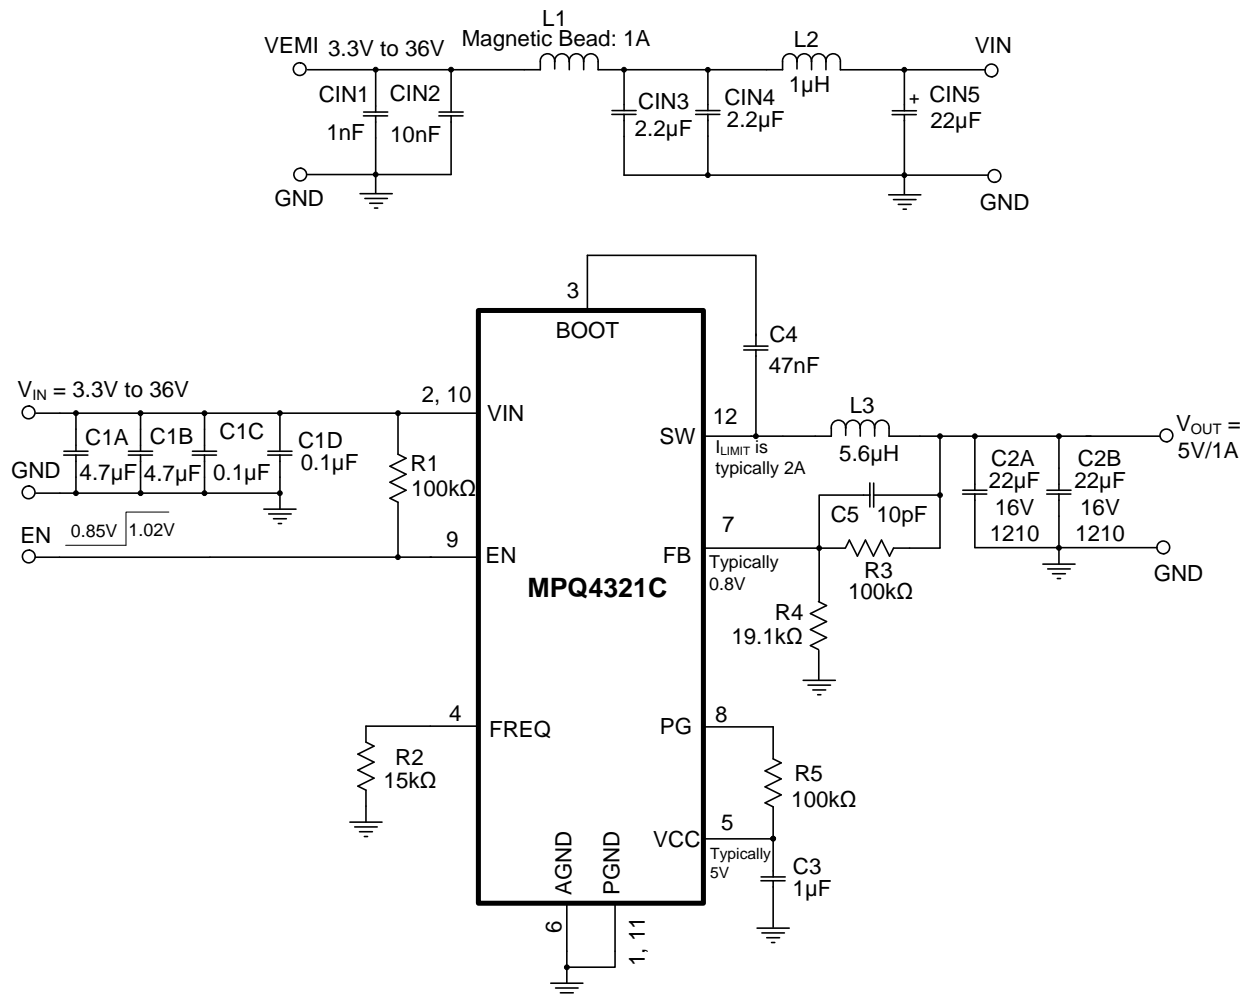 L1
Magnetic Bead: 1A
VEMI
3.3V to 36V
L2
1µH
VIN
CIN1
1nF
CIN2
10nF
CIN3
2.2µF
CIN4
2.2µF
+
CIN5
22µF
GND
GND
3
BOOT
C4
47nF
VIN = 3.3V to 36V
2, 10
VIN
C1A
4.7µF
C1B
4.7µF
C1C
0.1µF
C1D
0.1µF
GND
R1
100kΩ
EN
0.85V
1.02V
9
EN
SW
12
ILIMIT is
typically 2A
L3
5.6µH
VOUT =
5V/1A
C2A
22µF
16V
1210
C2B
22µF
16V
1210
GND
C5
10pF
7
FB
Typically
0.8V
R3
100kΩ
R4
19.1kΩ
MPQ4321C
4
FREQ
R2
15kΩ
PG
8
R5
100kΩ
VCC
5
Typically
5V
C3
1µF
AGND
PGND
6
1, 11